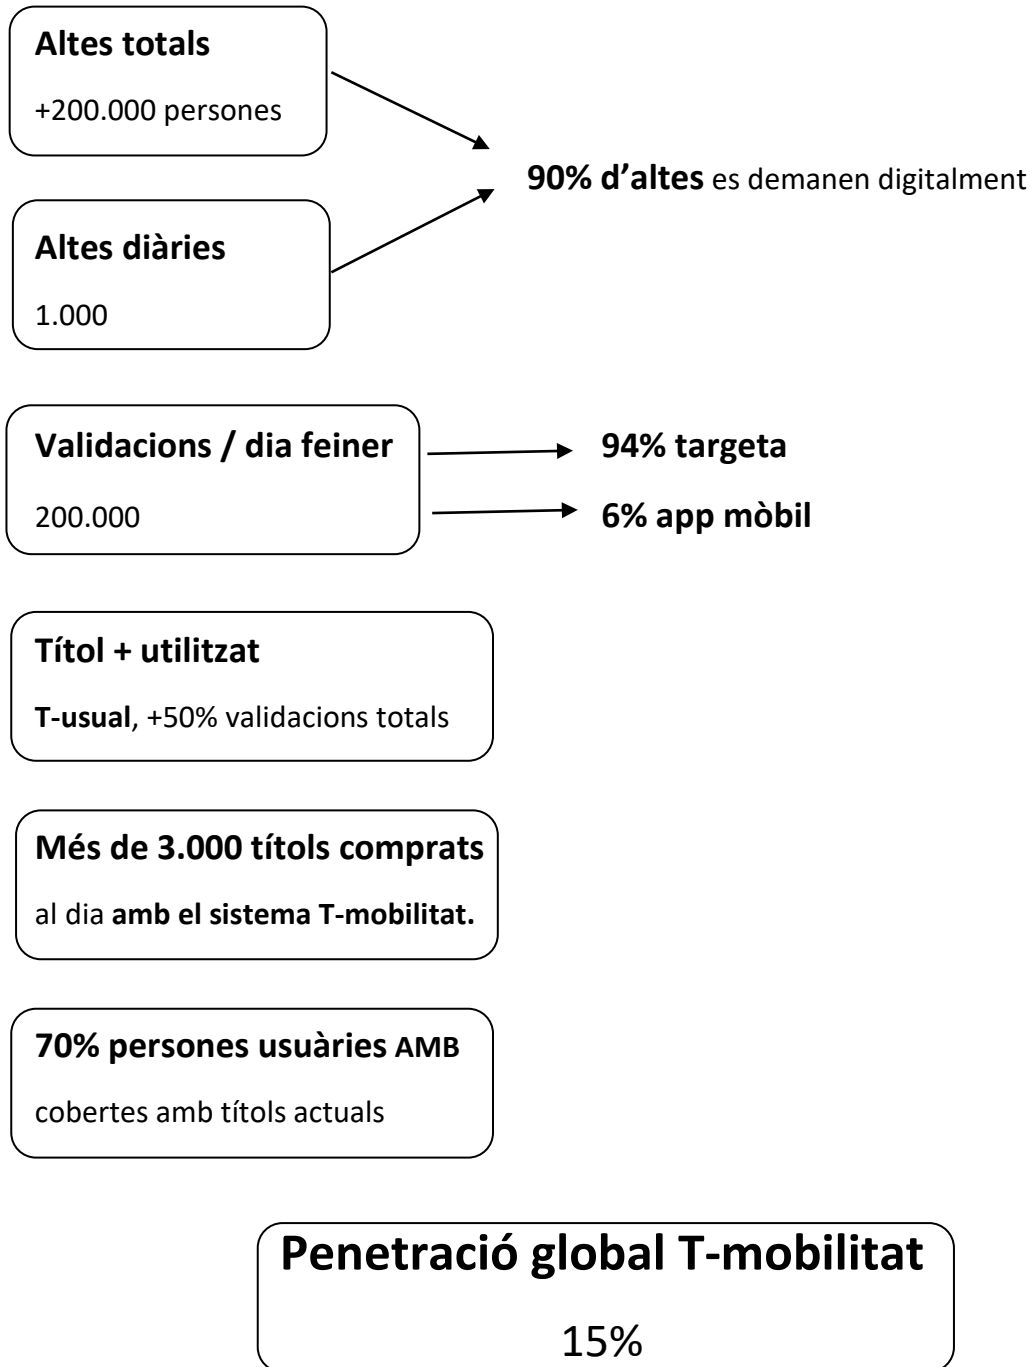 Altes totals
+200.000 persones
90% d’altes es demanen digitalment
Altes diàries
1.000
Validacions / dia feiner
200.000
94% targeta
6% app mòbil
Títol + utilitzat
T-usual, +50% validacions totals
Més de 3.000 títols comprats
al dia amb el sistema T-mobilitat.
70% persones usuàries AMB
cobertes amb títols actuals
Penetració global T-mobilitat
15%